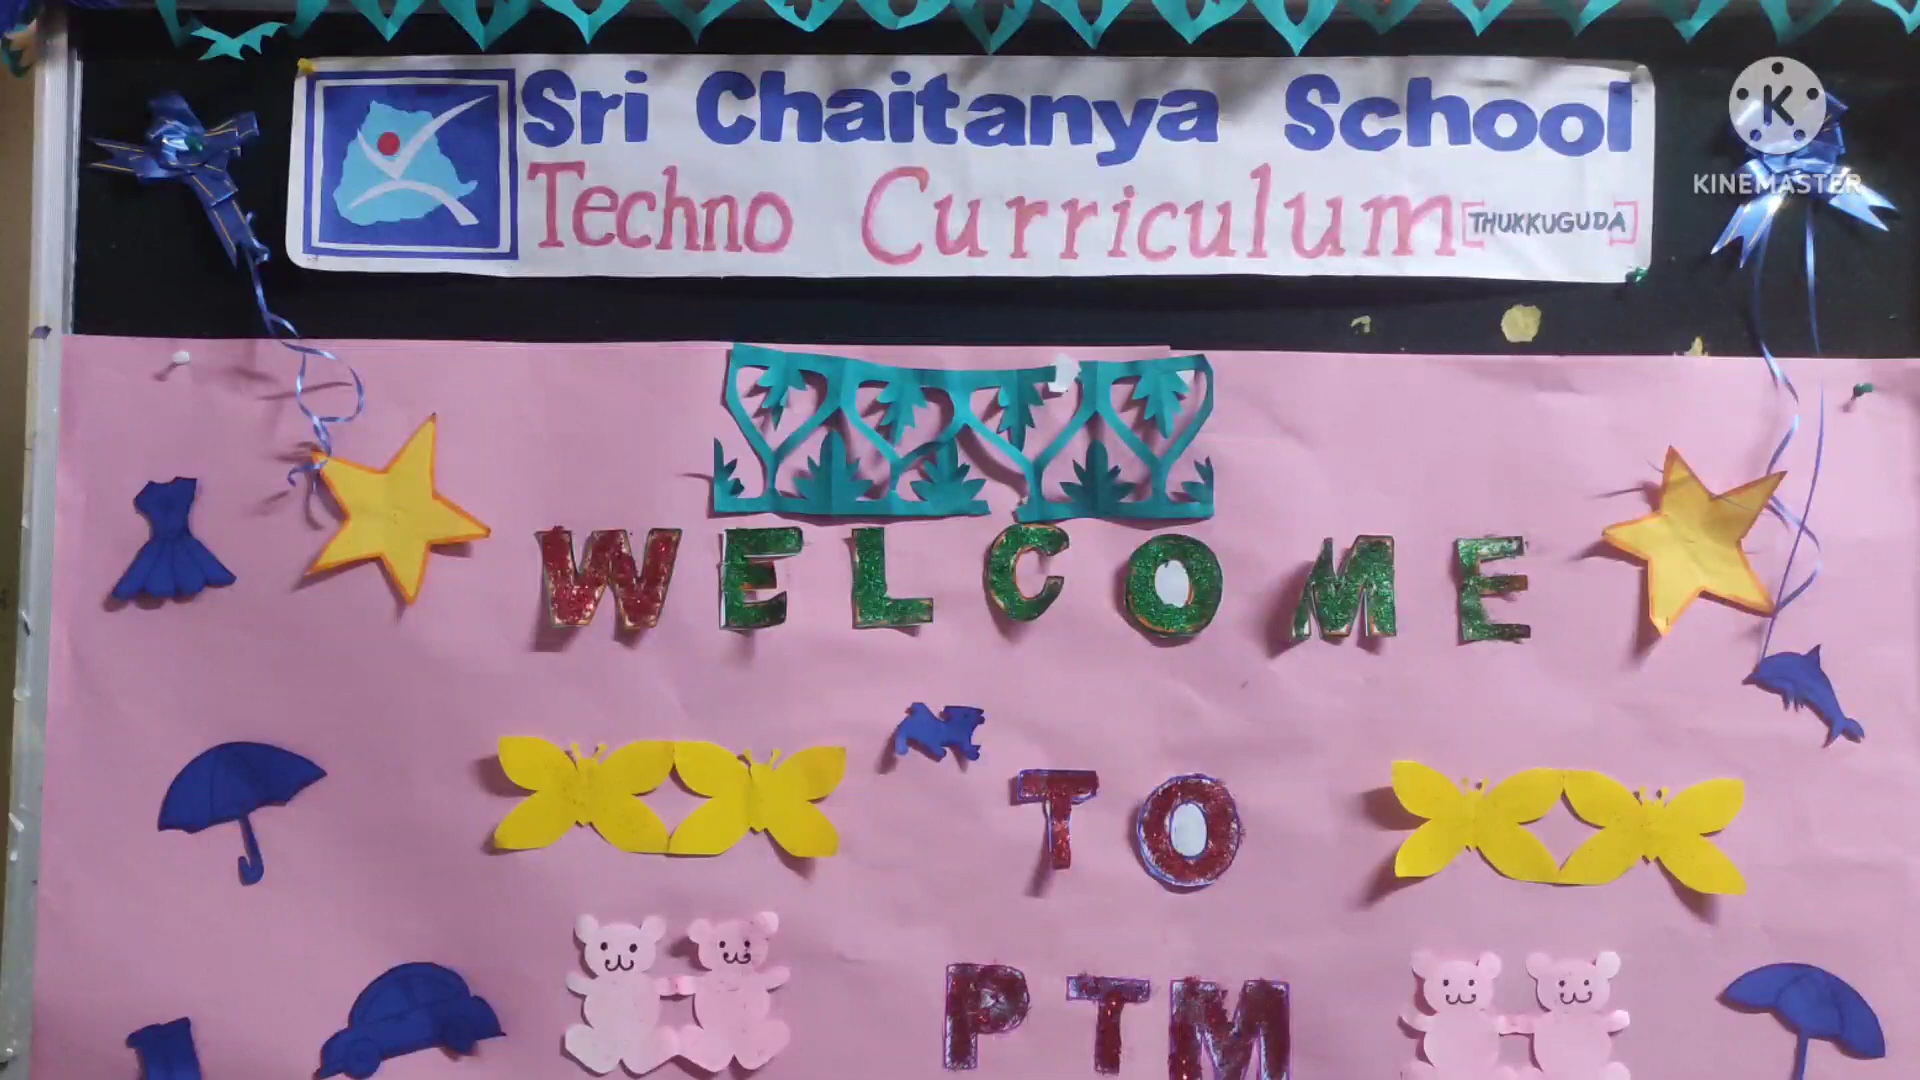 Sri Chaitanya School
Techno Curriculum [THUKKUGUDA]
K
KINEMASTER
WELCOME
TO
PTM